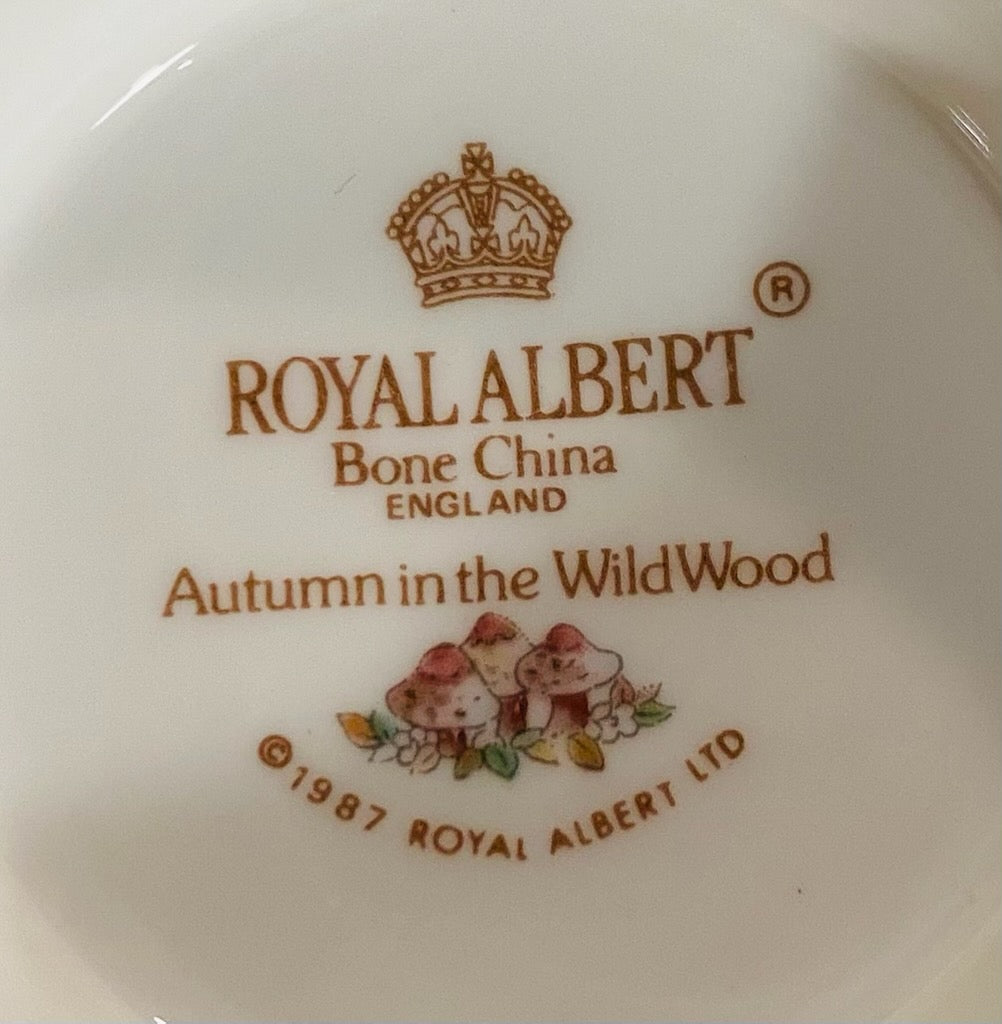 ®
ROYAL ALBERT
Bone China
ENGLAND
Autumn in the WildWood
©1987 ROYAL ALBERT LTD